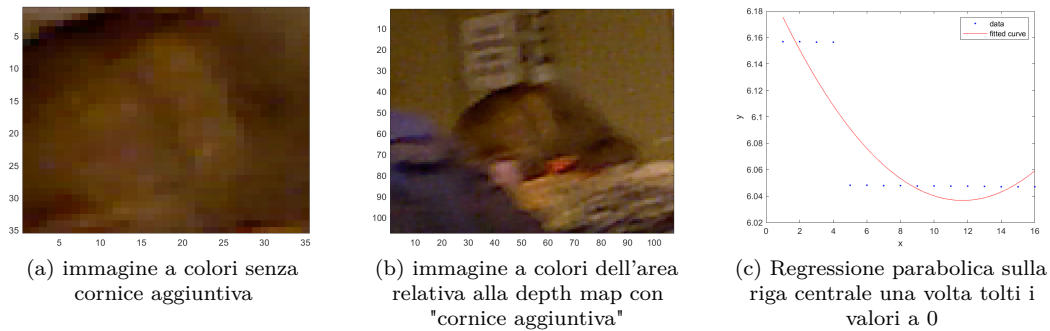 5
10
15
20
25
30
35
5 10 15 20 25 30 35
(a) immagine a colori senza
cornice aggiuntiva
10
20
30
40
50
60
70
80
90
100
10 20 30 40 50 60 70 80 90 100
(b) immagine a colori dell'area
relativa alla depth map con
"cornice aggiuntiva"
6.18
6.16
6.14
6.12
6.1
6.08
6.06
6.04
6.02
y
data
fitted curve
0 2 4 6 8 10 12 14 16
x
(c) Regressione parabolica sulla
riga centrale una volta tolti i
valori a 0